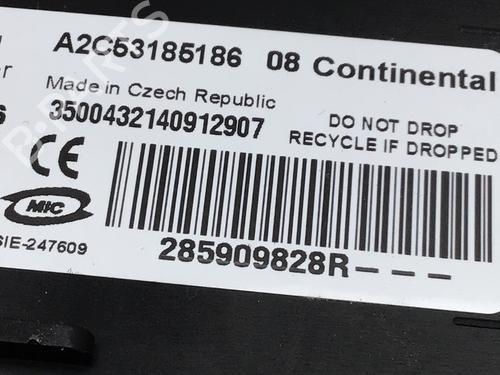 A2C53185186 08 Continental
Made in Czech Republic
3500432140912907
DO NOT DROP
RECYCLE IF DROPPED
CE
MIC
SIE-247609
285909828R---